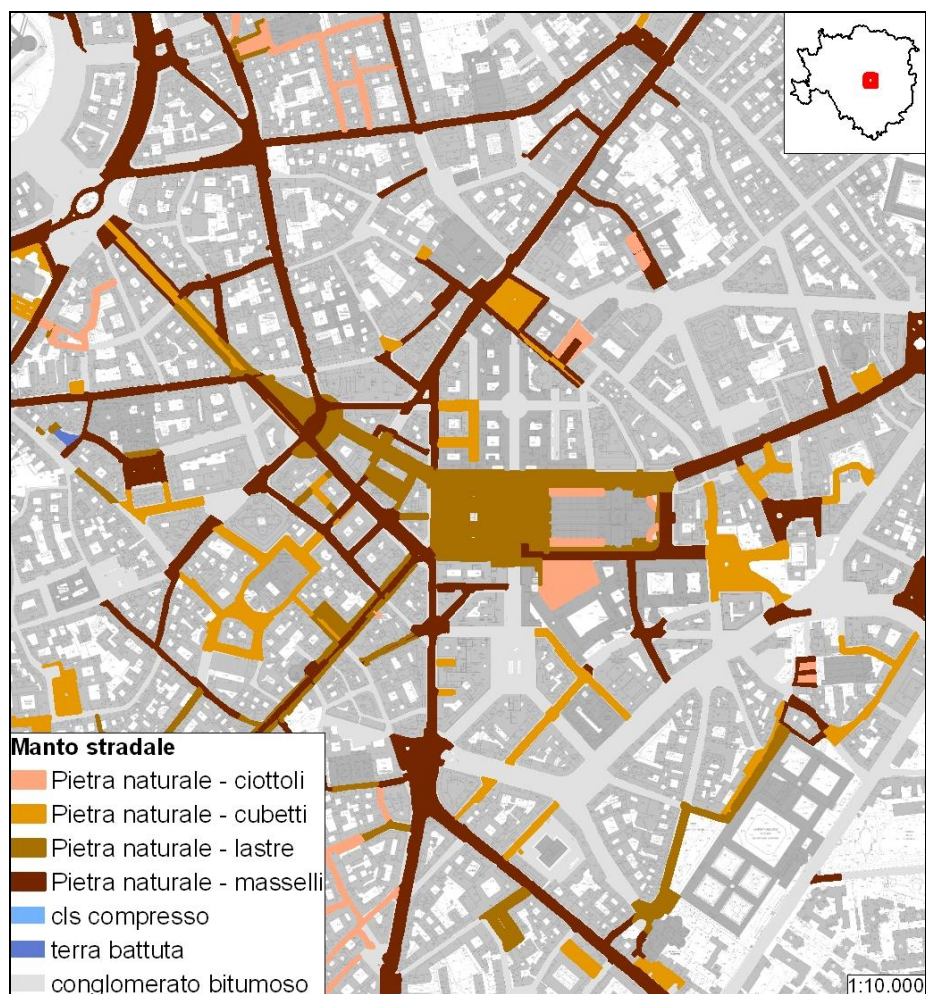 Manto stradale
Pietra naturale - ciottoli
Pietra naturale - cubetti
Pietra naturale - lastre
Pietra naturale - masselli
cls compresso
terra battuta
conglomerato bitumoso
1:10.000